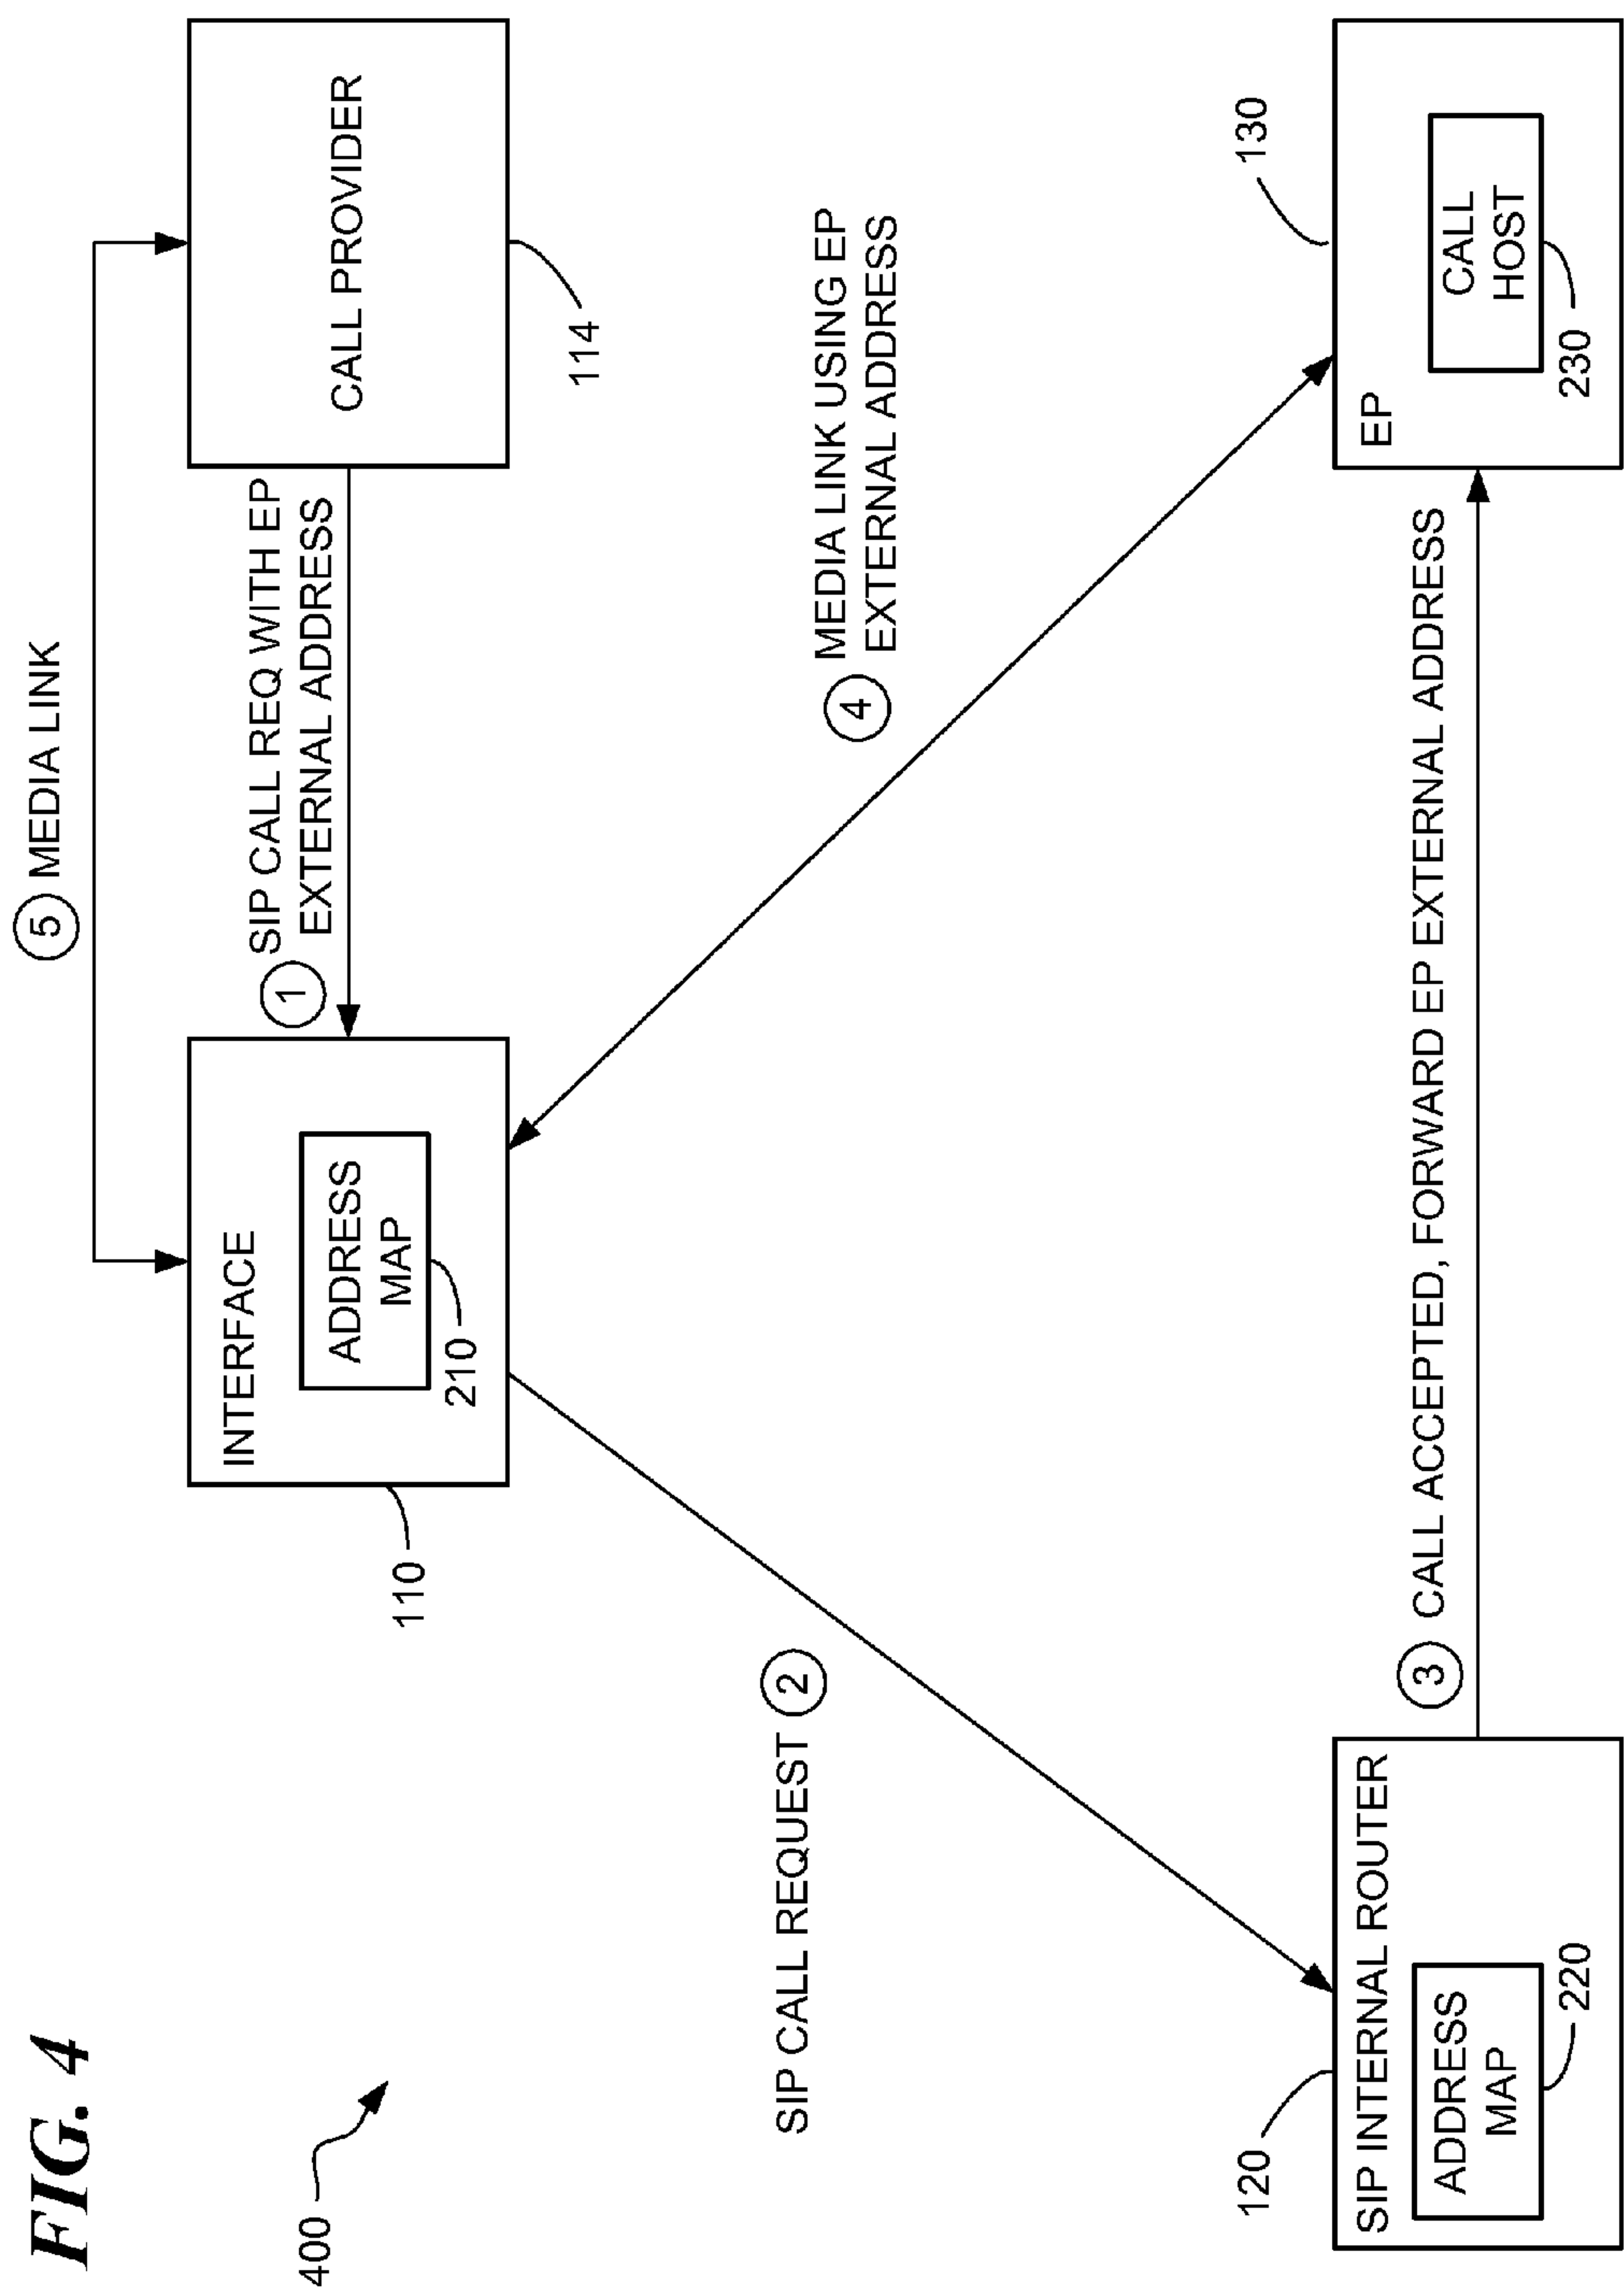 FIG. 4
400
5 MEDIA LINK
INTERFACE
ADDRESS
MAP
210
110
1
SIP CALL REQ WITH EP
EXTERNAL ADDRESS
CALL PROVIDER
114
SIP CALL REQUEST 2
4
MEDIA LINK USING EP
EXTERNAL ADDRESS
120
SIP INTERNAL ROUTER
ADDRESS
MAP
220
3 CALL ACCEPTED, FORWARD EP EXTERNAL ADDRESS
130
EP
CALL
HOST
230